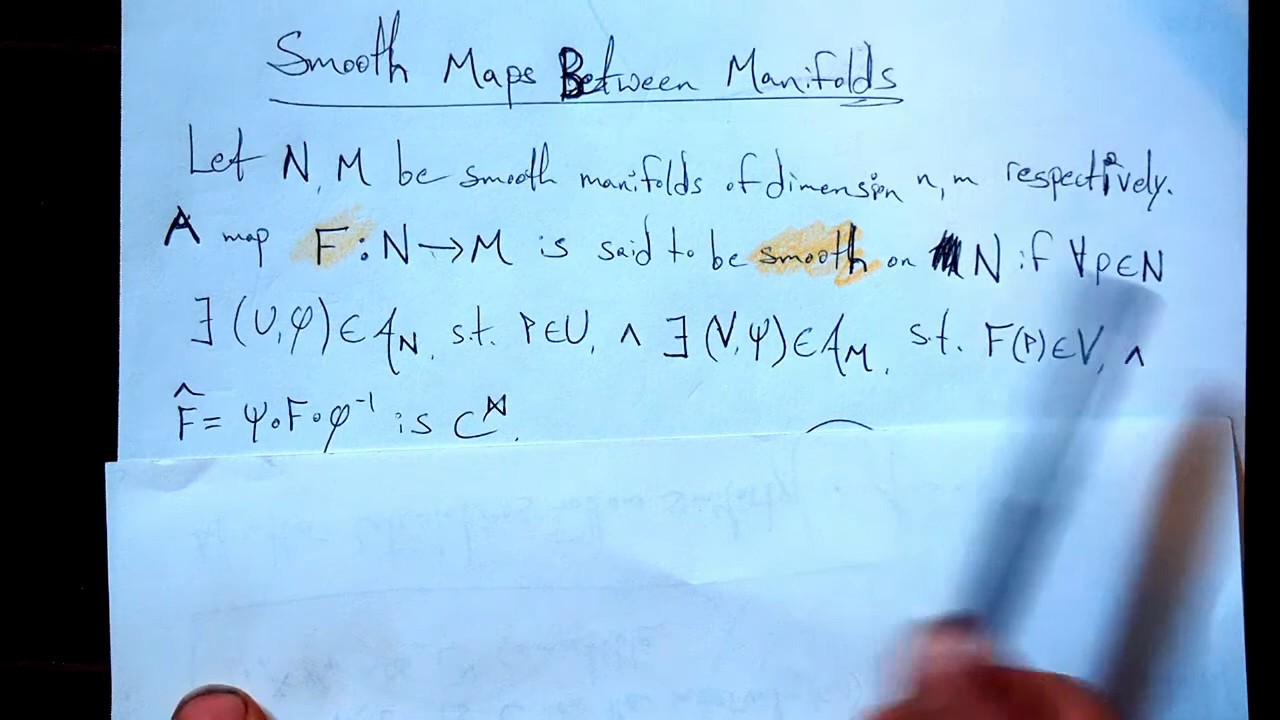 Smooth Maps Between Manifolds
Let N, M be smooth manifolds of dimension n, m respectively.
A map F : N → M is said to be smooth on N if ∀p∈N
∃ (U,φ) ∈ A_N, s.t. P∈U, ∧ ∃ (V,ψ) ∈ A_M, s.t. F(p)∈V, ∧
F̂ = ψ∘F∘φ⁻¹ is C^∞.